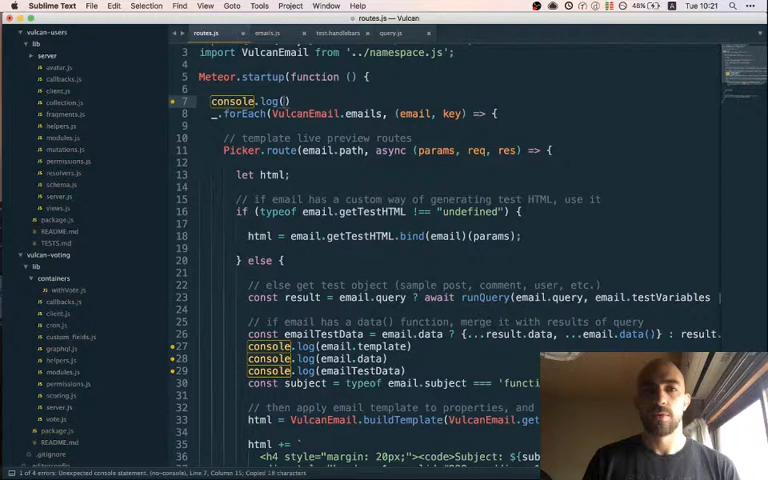 Sublime Text File Edit Selection Find View Goto Tools Project Window Help 48% Tue 10:21
routes.js — Vulcan
vulcan-users
lib
server
avatar.js
callbacks.js
client.js
collection.js
fragments.js
helpers.js
modules.js
mutations.js
permissions.js
resolvers.js
schema.js
server.js
views.js
package.js
README.md
TESTS.md
vulcan-voting
lib
containers
withVote.js
callbacks.js
client.js
cron.js
custom_fields.js
graphql.js
helpers.js
modules.js
permissions.js
scoring.js
server.js
vote.js
package.js
README.md
.gitignore
routes.js emails.js test.handlebars query.js
3 import VulcanEmail from '../namespace.js';
4
5 Meteor.startup(function () {
6
7 console.log()
8 _.forEach(VulcanEmail.emails, (email, key) => {
9
10 // template live preview routes
11 Picker.route(email.path, async (params, req, res) => {
12
13 let html;
14
15 // if email has a custom way of generating test HTML, use it
16 if (typeof email.getTestHTML !== "undefined") {
17
18 html = email.getTestHTML.bind(email)(params);
19
20 } else {
21
22 // else get test object (sample post, comment, user, etc.)
23 const result = email.query ? await runQuery(email.query, email.testVariables |
24
25 // if email has a data() function, merge it with results of query
26 const emailTestData = email.data ? {...result.data, ...email.data()} : result.
27 console.log(email.template)
28 console.log(email.data)
29 console.log(emailTestData)
30 const subject = typeof email.subject === 'functi
31
32 // then apply email template to properties, and
33 html = VulcanEmail.buildTemplate(VulcanEmail.get
34
35 html += `
36 <h4 style="margin: 20px;"><code>Subject: ${sub
1 of 4 errors: Unexpected console statement. (no-console), Line 7, Column 15; Copied 18 characters